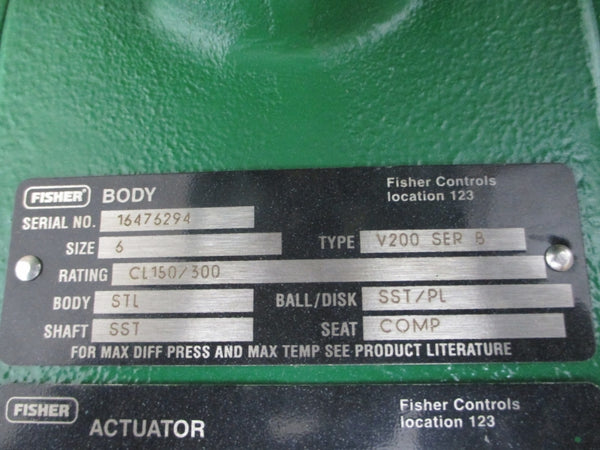 FISHER® BODY Fisher Controls
location 123
SERIAL NO. 16476294
SIZE 6 TYPE V200 SER B
RATING CL150/300
BODY STL BALL/DISK SST/PL
SHAFT SST SEAT COMP
FOR MAX DIFF PRESS AND MAX TEMP SEE PRODUCT LITERATURE
FISHER Fisher Controls
ACTUATOR location 123